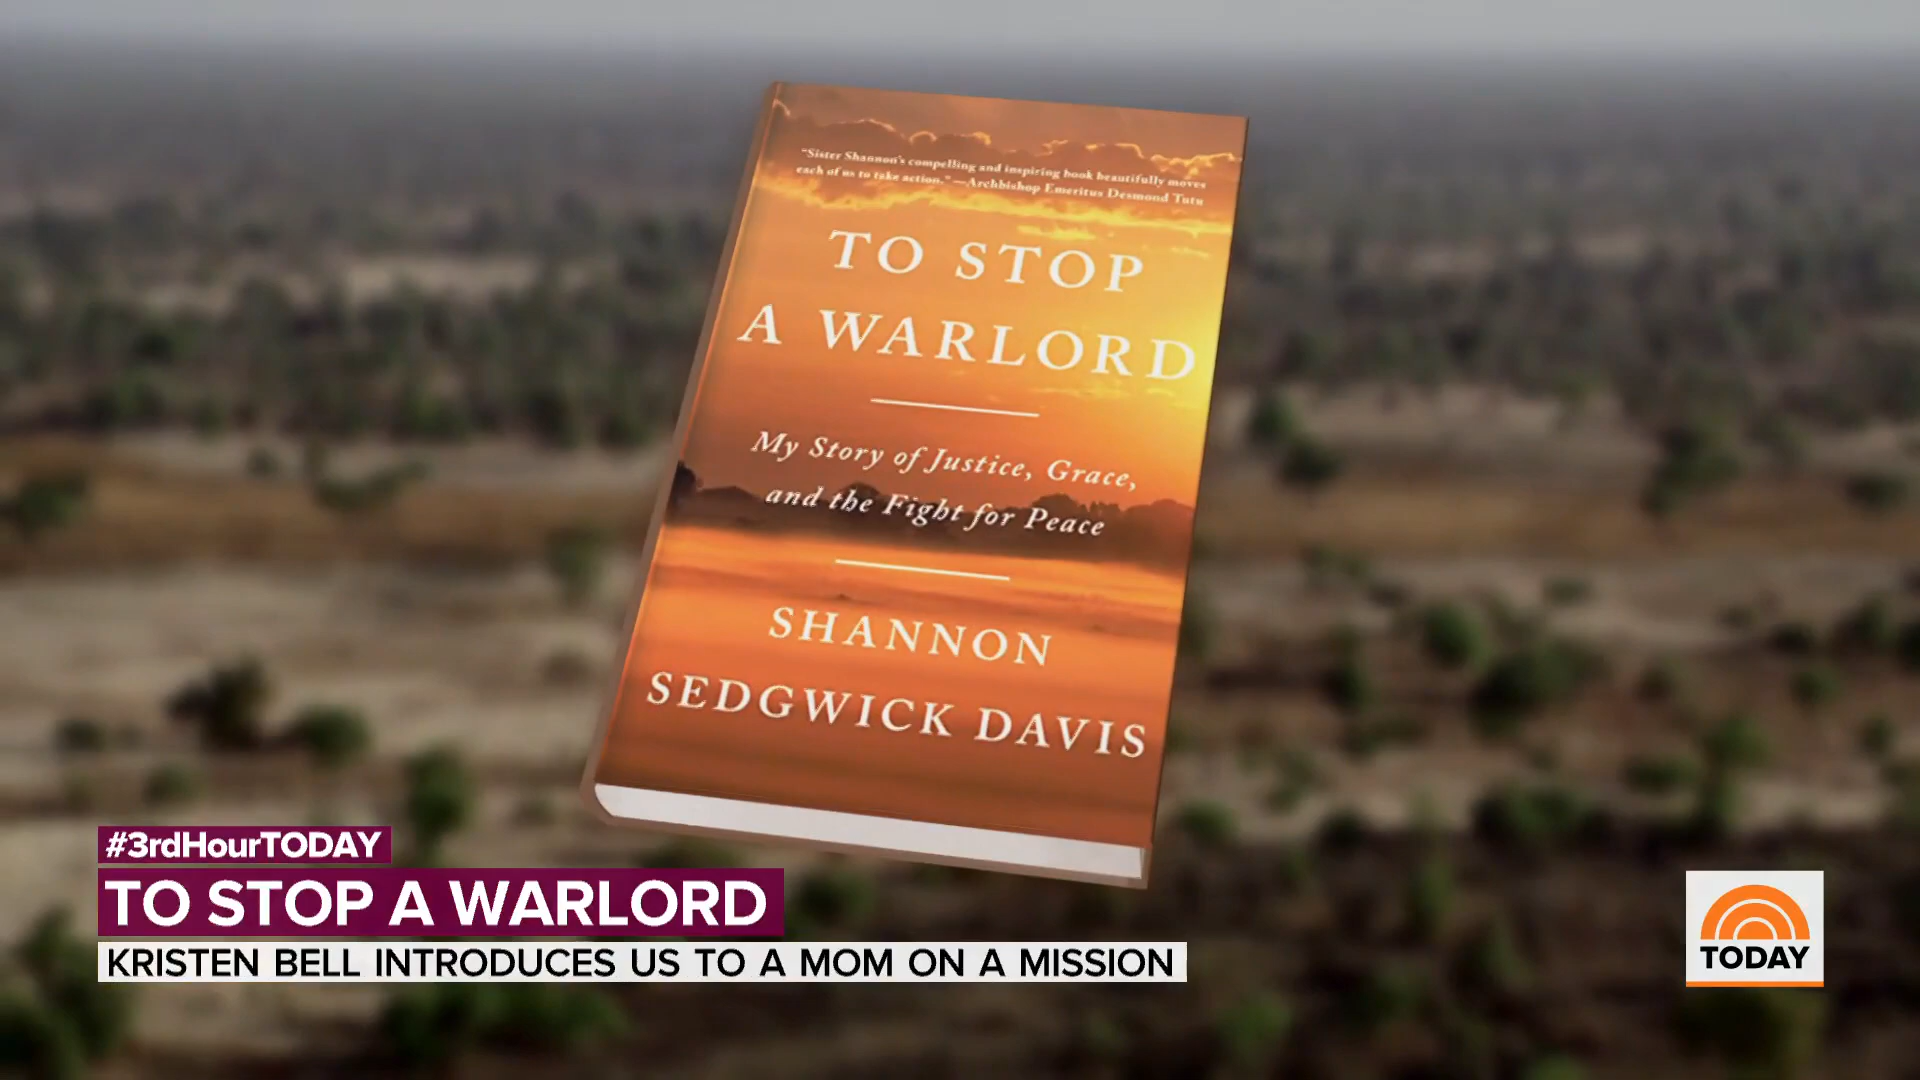 “Sister Shannon’s compelling and inspiring book beautifully moves
each of us to take action.” —Archbishop Emeritus Desmond Tutu
TO STOP
A WARLORD
My Story of Justice, Grace,
and the Fight for Peace
SHANNON
SEDGWICK DAVIS
#3rdHourTODAY
TO STOP A WARLORD
KRISTEN BELL INTRODUCES US TO A MOM ON A MISSION
TODAY